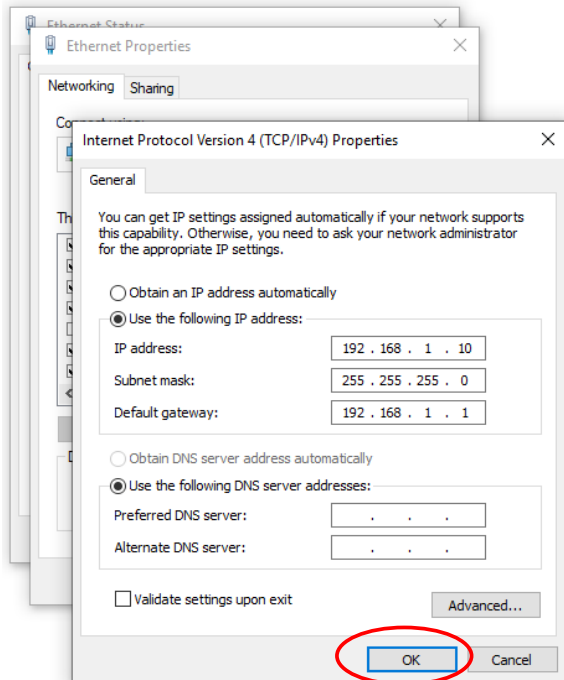 Ethernet Status
Ethernet Properties
Networking Sharing
Internet Protocol Version 4 (TCP/IPv4) Properties
General
You can get IP settings assigned automatically if your network supports
this capability. Otherwise, you need to ask your network administrator
for the appropriate IP settings.
Obtain an IP address automatically
Use the following IP address:
IP address: 192 . 168 . 1 . 10
Subnet mask: 255 . 255 . 255 . 0
Default gateway: 192 . 168 . 1 . 1
Obtain DNS server address automatically
Use the following DNS server addresses:
Preferred DNS server: . . .
Alternate DNS server: . . .
Validate settings upon exit
Advanced...
OK Cancel